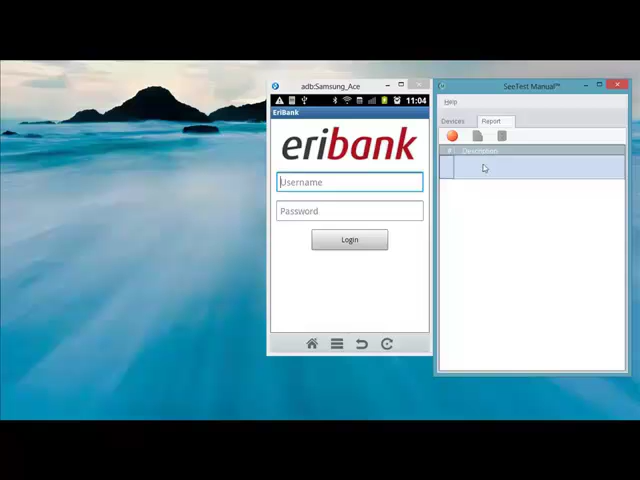 adb:Samsung_Ace
11:04
EriBank
eribank
Username
Password
Login
SeeTest Manual™
Help
Devices
Report
#
Description